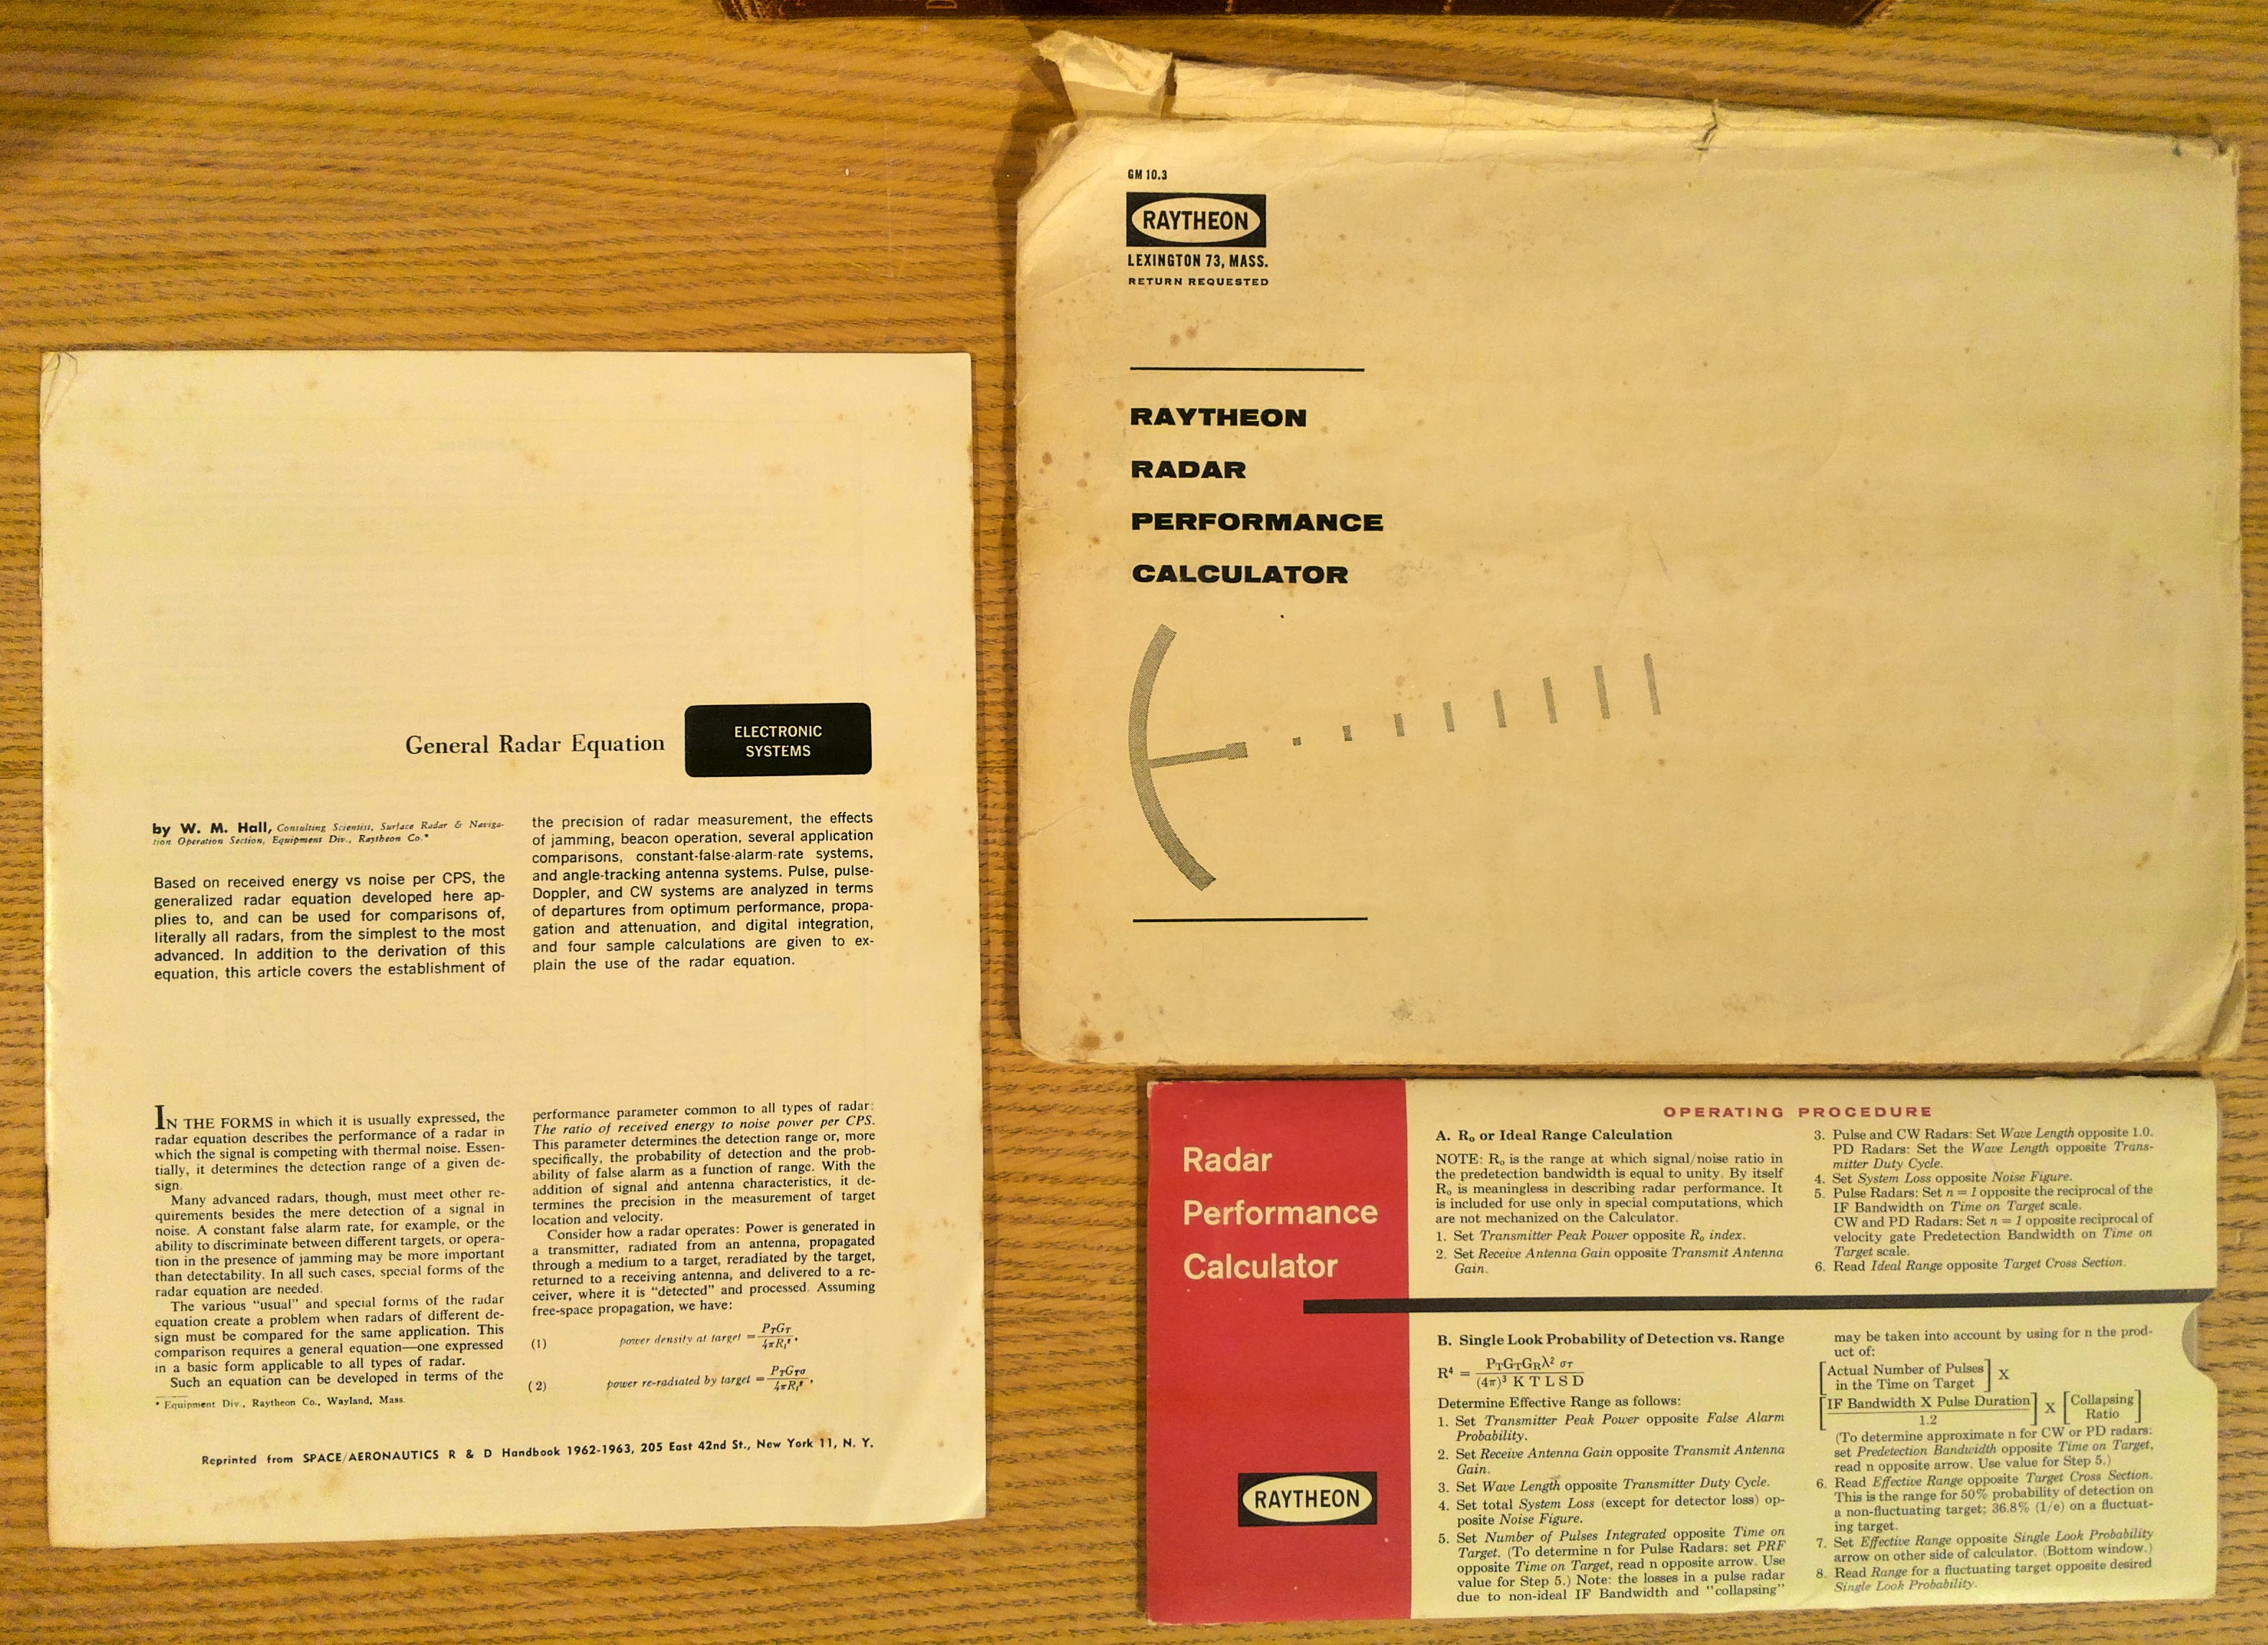 General Radar Equation
ELECTRONIC
SYSTEMS
by W. M. Hall, Consulting Scientist, Surface Radar & Naviga-
tion Operation Section, Equipment Div., Raytheon Co.*
Based on received energy vs noise per CPS, the
generalized radar equation developed here ap-
plies to, and can be used for comparisons of,
literally all radars, from the simplest to the most
advanced. In addition to the derivation of this
equation, this article covers the establishment of
the precision of radar measurement, the effects
of jamming, beacon operation, several application
comparisons, constant-false-alarm-rate systems,
and angle-tracking antenna systems. Pulse, pulse-
Doppler, and CW systems are analyzed in terms
of departures from optimum performance, propa-
gation and attenuation, and digital integration,
and four sample calculations are given to ex-
plain the use of the radar equation.
IN THE FORMS in which it is usually expressed, the
radar equation describes the performance of a radar in
which the signal is competing with thermal noise. Essen-
tially, it determines the detection range of a given de-
sign.
Many advanced radars, though, must meet other re-
quirements besides the mere detection of a signal in
noise. A constant false alarm rate, for example, or the
ability to discriminate between different targets, or opera-
tion in the presence of jamming may be more important
than detectability. In all such cases, special forms of the
radar equation are needed.
The various "usual" and special forms of the radar
equation create a problem when radars of different de-
sign must be compared for the same application. This
comparison requires a general equation—one expressed
in a basic form applicable to all types of radar.
Such an equation can be developed in terms of the
* Equipment Div., Raytheon Co., Wayland, Mass.
performance parameter common to all types of radar:
The ratio of received energy to noise power per CPS.
This parameter determines the detection range or, more
specifically, the probability of detection and the prob-
ability of false alarm as a function of range. With the
addition of signal and antenna characteristics, it de-
termines the precision in the measurement of target
location and velocity.
Consider how a radar operates: Power is generated in
a transmitter, radiated from an antenna, propagated
through a medium to a target, reradiated by the target,
returned to a receiving antenna, and delivered to a re-
ceiver, where it is "detected" and processed. Assuming
free-space propagation, we have:
(1) power density at target =
(2) power re-radiated by target =
Reprinted from SPACE/AERONAUTICS R & D Handbook 1962-1963, 205 East 42nd St., New York 11, N. Y.
GM 10.3
RAYTHEON
LEXINGTON 73, MASS.
RETURN REQUESTED
RAYTHEON
RADAR
PERFORMANCE
CALCULATOR
Radar
Performance
Calculator
RAYTHEON
OPERATING PROCEDURE
A. R₀ or Ideal Range Calculation
NOTE: R₀ is the range at which signal/noise ratio in
the predetection bandwidth is equal to unity. By itself
R₀ is meaningless in describing radar performance. It
is included for use only in special computations, which
are not mechanized on the Calculator.
1. Set Transmitter Peak Power opposite R₀ index.
2. Set Receive Antenna Gain opposite Transmit Antenna
Gain.
3. Pulse and CW Radars: Set Wave Length opposite 1.0.
PD Radars: Set the Wave Length opposite Trans-
mitter Duty Cycle.
4. Set System Loss opposite Noise Figure.
5. Pulse Radars: Set n = 1 opposite the reciprocal of the
IF Bandwidth on Time on Target scale.
CW and PD Radars: Set n = 1 opposite reciprocal of
velocity gate Predetection Bandwidth on Time on
Target scale.
6. Read Ideal Range opposite Target Cross Section.
B. Single Look Probability of Detection vs. Range
R⁴ = PTGTGRλ² στ
(4π)³ K T L S D
Determine Effective Range as follows:
1. Set Transmitter Peak Power opposite False Alarm
Probability.
2. Set Receive Antenna Gain opposite Transmit Antenna
Gain.
3. Set Wave Length opposite Transmitter Duty Cycle.
4. Set total System Loss (except for detector loss) op-
posite Noise Figure.
5. Set Number of Pulses Integrated opposite Time on
Target. (To determine n for Pulse Radars: set PRF
opposite Time on Target, read n opposite arrow. Use
value for Step 5.) Note: the losses in a pulse radar
due to non-ideal IF Bandwidth and "collapsing"
may be taken into account by using for n the prod-
uct of:
[Actual Number of Pulses
in the Time on Target] X
[IF Bandwidth X Pulse Duration
1.2] X [Collapsing
Ratio]
(To determine approximate n for CW or PD radars:
set Predetection Bandwidth opposite Time on Target,
read n opposite arrow. Use value for Step 5.)
6. Read Effective Range opposite Target Cross Section.
This is the range for 50% probability of detection on
a non-fluctuating target; 36.8% (1/e) on a fluctuat-
ing target.
7. Set Effective Range opposite Single Look Probability
arrow on other side of calculator. (Bottom window.)
8. Read Range for a fluctuating target opposite desired
Single Look Probability.